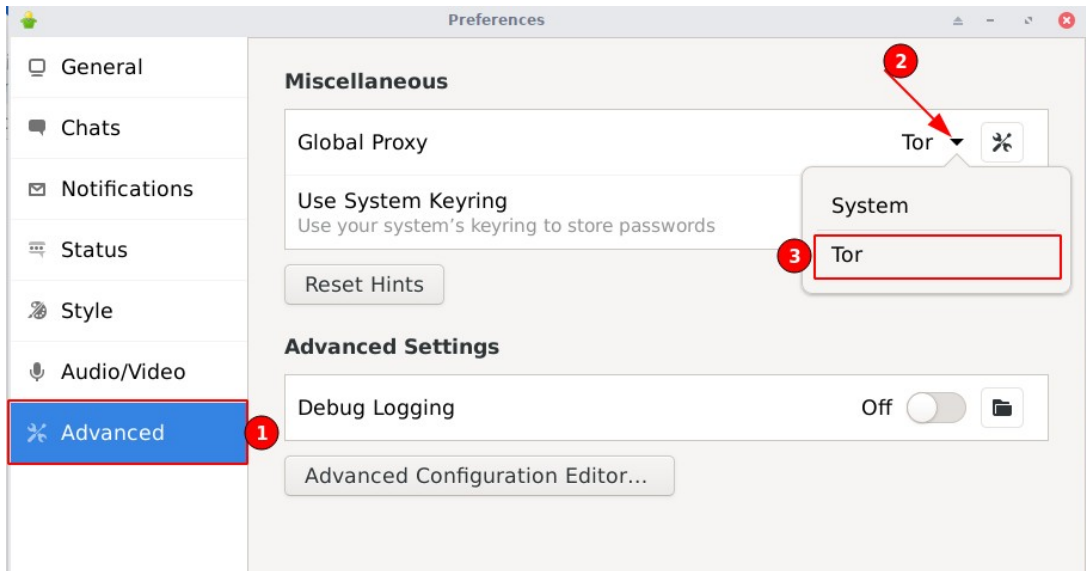 Preferences
General
Chats
Notifications
Status
Style
Audio/Video
Advanced
1
Miscellaneous
2
Global Proxy
Tor
Use System Keyring
Use your system's keyring to store passwords
System
3
Tor
Reset Hints
Advanced Settings
Debug Logging
Off
Advanced Configuration Editor...